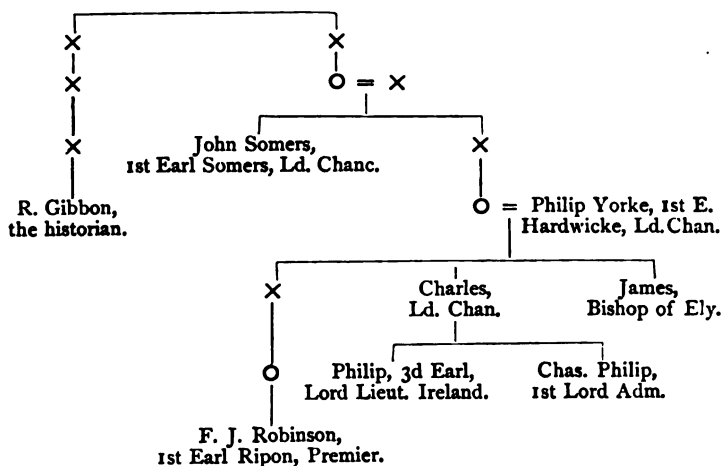 John Somers,
1st Earl Somers, Ld. Chanc.
R. Gibbon,
the historian.
= Philip Yorke, 1st E.
Hardwicke, Ld. Chan.
Charles,
Ld. Chan.
James,
Bishop of Ely.
Philip, 3d Earl,
Lord Lieut. Ireland.
Chas. Philip,
1st Lord Adm.
F. J. Robinson,
1st Earl Ripon, Premier.